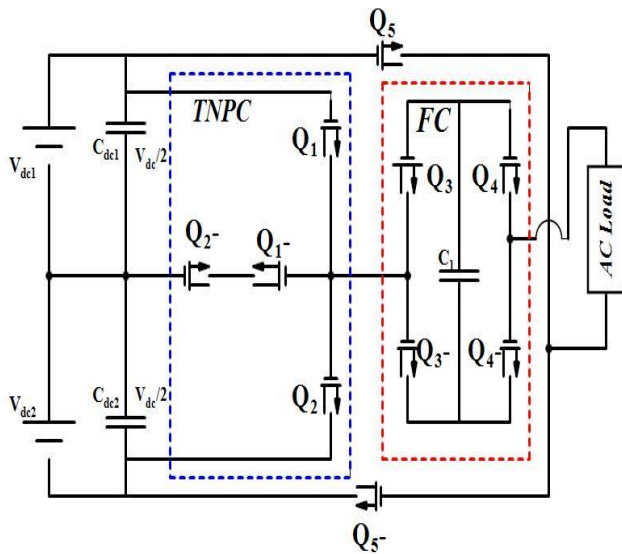 Q5
TNPC
FC
Vdc1
Cdc1
Vdc/2
Q1
Q3
Q4
Q2-
Q1-
C1
AC Load
Vdc2
Cdc2
Vdc/2
Q2
Q3-
Q4-
Q5-